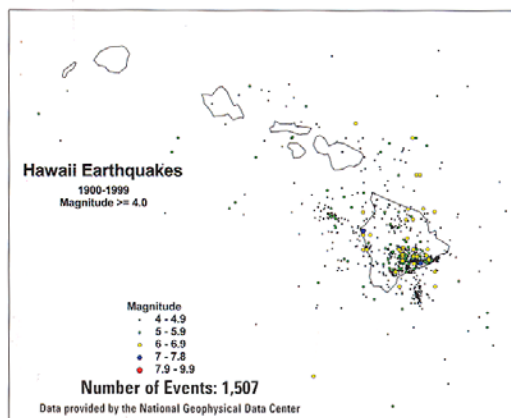 Hawaii Earthquakes
1900-1999
Magnitude >= 4.0
Magnitude
4 - 4.9
5 - 5.9
6 - 6.9
7 - 7.8
7.9 - 9.9
Number of Events: 1,507
Data provided by the National Geophysical Data Center